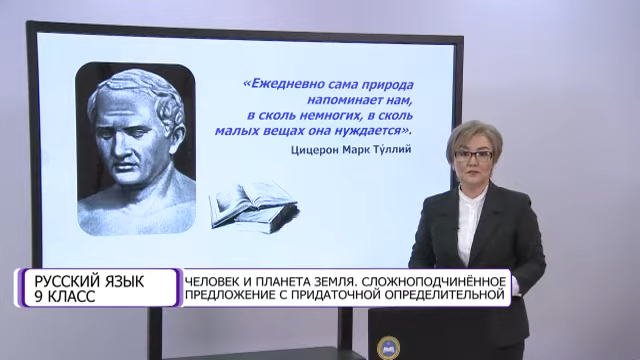 «Ежедневно сама природа
напоминает нам,
в сколь немногих, в сколь
малых вещах она нуждается».
Цицерон Марк Ту́ллий
РУССКИЙ ЯЗЫК
9 КЛАСС
ЧЕЛОВЕК И ПЛАНЕТА ЗЕМЛЯ. СЛОЖНОПОДЧИНЁННОЕ
ПРЕДЛОЖЕНИЕ С ПРИДАТОЧНОЙ ОПРЕДЕЛИТЕЛЬНОЙ